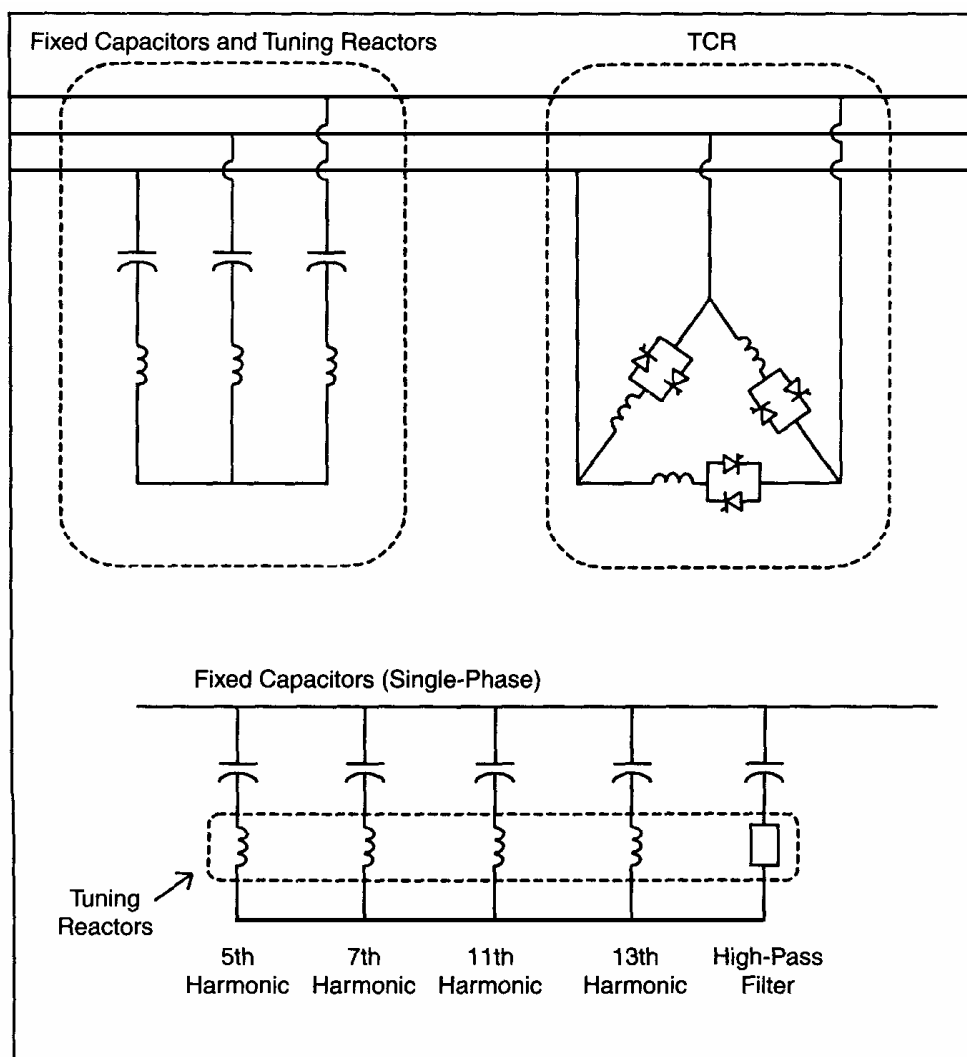 Fixed Capacitors and Tuning Reactors
TCR
Fixed Capacitors (Single-Phase)
Tuning
Reactors
5th
Harmonic
7th
Harmonic
11th
Harmonic
13th
Harmonic
High-Pass
Filter